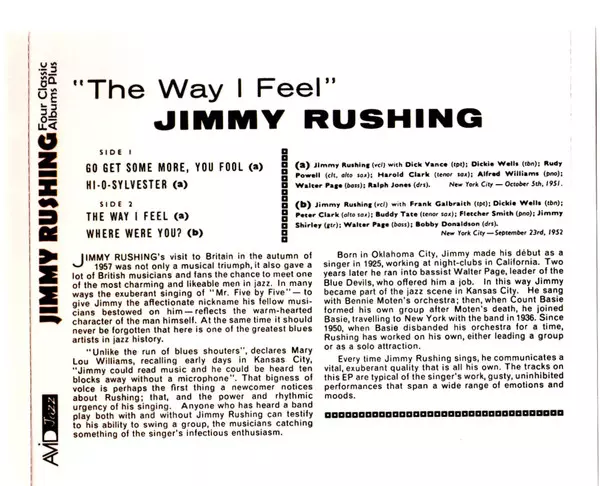 JIMMY RUSHING Four Classic
Albums Plus
AVID Jazz
"The Way I Feel"
JIMMY RUSHING
SIDE 1
GO GET SOME MORE, YOU FOOL (a)
HI-O-SYLVESTER (a)
SIDE 2
THE WAY I FEEL (a)
WHERE WERE YOU? (b)
(a) Jimmy Rushing (vcl) with Dick Vance (tpt); Dickie Wells (tbn); Rudy
Powell (clt, alto sax); Harold Clark (tenor sax); Alfred Williams (pno);
Walter Page (bass); Ralph Jones (drs). New York City — October 5th, 1951.
(b) Jimmy Rushing (vcl) with Frank Galbraith (tpt); Dickie Wells (tbn);
Peter Clark (alto sax); Buddy Tate (tenor sax); Fletcher Smith (pno); Jimmy
Shirley (gtr); Walter Page (bass); Bobby Donaldson (drs).
New York City—September 23rd, 1952
JIMMY RUSHING'S visit to Britain in the autumn of
1957 was not only a musical triumph, it also gave a
lot of British musicians and fans the chance to meet one
of the most charming and likeable men in jazz. In many
ways the exuberant singing of "Mr. Five by Five"—to
give Jimmy the affectionate nickname his fellow musi-
cians bestowed on him—reflects the warm-hearted
character of the man himself. At the same time it should
never be forgotten that here is one of the greatest blues
artists in jazz history.
"Unlike the run of blues shouters", declares Mary
Lou Williams, recalling early days in Kansas City,
"Jimmy could read music and he could be heard ten
blocks away without a microphone". That bigness of
voice is perhaps the first thing a newcomer notices
about Rushing; that, and the power and rhythmic
urgency of his singing. Anyone who has heard a band
play both with and without Jimmy Rushing can testify
to his ability to swing a group, the musicians catching
something of the singer's infectious enthusiasm.
Born in Oklahoma City, Jimmy made his début as a
singer in 1925, working at night-clubs in California. Two
years later he ran into bassist Walter Page, leader of the
Blue Devils, who offered him a job. In this way Jimmy
became part of the jazz scene in Kansas City. He sang
with Bennie Moten's orchestra; then, when Count Basie
formed his own group after Moten's death, he joined
Basie, travelling to New York with the band in 1936. Since
1950, when Basie disbanded his orchestra for a time,
Rushing has worked on his own, either leading a group
or as a solo attraction.
Every time Jimmy Rushing sings, he communicates a
vital, exuberant quality that is all his own. The tracks on
this EP are typical of the singer's work, gusty, uninhibited
performances that span a wide range of emotions and
moods.